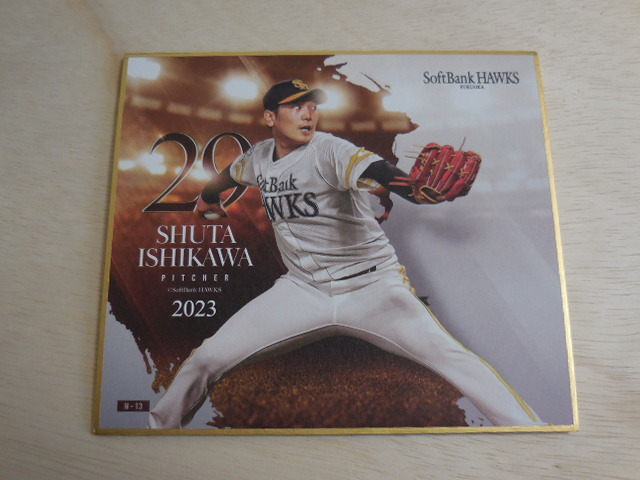 SoftBank HAWKS
FUKUOKA
29
SoftBank
HAWKS
SHUTA
ISHIKAWA
PITCHER
©SoftBank HAWKS
2023
H-13